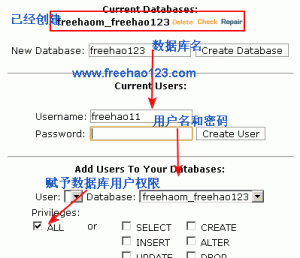 Current Databases:
已经创建
freehaom_freehao123 Delete Check Repair
数据库名
New Database: freehao123 Create Database
www.freehao123.com
Current Users:
Username: freehao11
用户名和密码
Password: Create User
Add Users To Your Databases:
赋予数据库用户权限
User: Database: freehaom_freehao123
Privileges:
ALL or SELECT CREATE
INSERT ALTER
UPDATE DROP